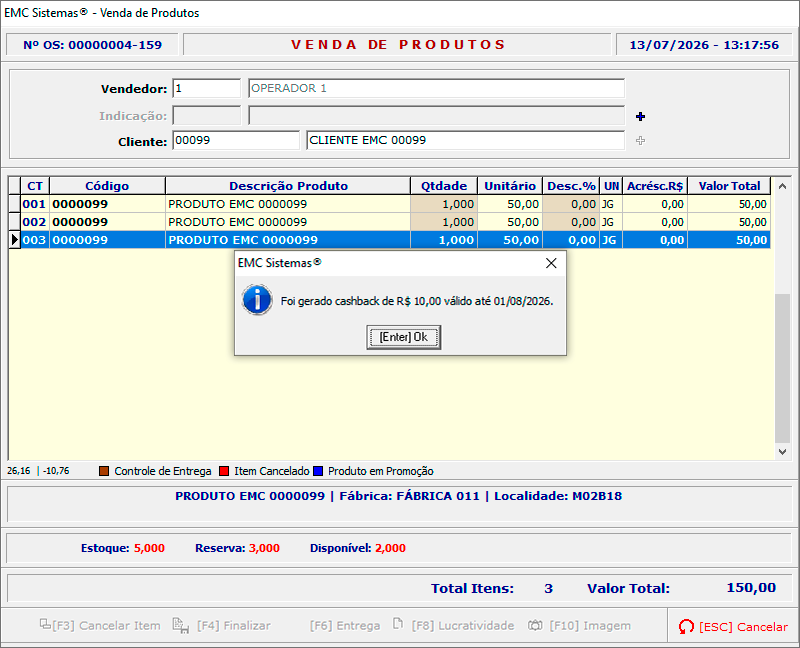 EMC Sistemas® - Venda de Produtos
Nº OS: 00000004-159 VENDA DE PRODUTOS 13/07/2026 - 13:17:56
Vendedor: 1 OPERADOR 1
Indicação:
Cliente: 00099 CLIENTE EMC 00099
CT Código Descrição Produto Qtdade Unitário Desc.% UN Acrésc.R$ Valor Total
001 0000099 PRODUTO EMC 0000099 1,000 50,00 0,00 JG 0,00 50,00
002 0000099 PRODUTO EMC 0000099 1,000 50,00 0,00 JG 0,00 50,00
003 0000099 PRODUTO EMC 0000099 1,000 50,00 0,00 JG 0,00 50,00
EMC Sistemas®
Foi gerado cashback de R$ 10,00 válido até 01/08/2026.
[Enter] Ok
26,16 | -10,76 Controle de Entrega Item Cancelado Produto em Promoção
PRODUTO EMC 0000099 | Fábrica: FÁBRICA 011 | Localidade: M02B18
Estoque: 5,000 Reserva: 3,000 Disponível: 2,000
Total Itens: 3 Valor Total: 150,00
[F3] Cancelar Item [F4] Finalizar [F6] Entrega [F8] Lucratividade [F10] Imagem [ESC] Cancelar